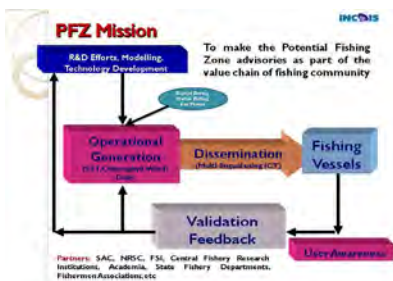 PFZ Mission
INCOIS
R&D Efforts, Modelling,
Technology Development
To make the Potential Fishing
Zone advisories as part of the
value chain of fishing community
Operational
Generation
Dissemination
Fishing
Vessels
Validation
Feedback
User Awareness
Partners: SAC, NRSC, FSI, Central Fishery Research
Institutions, Academia, State Fishery Departments,
Fishermen Associations; etc